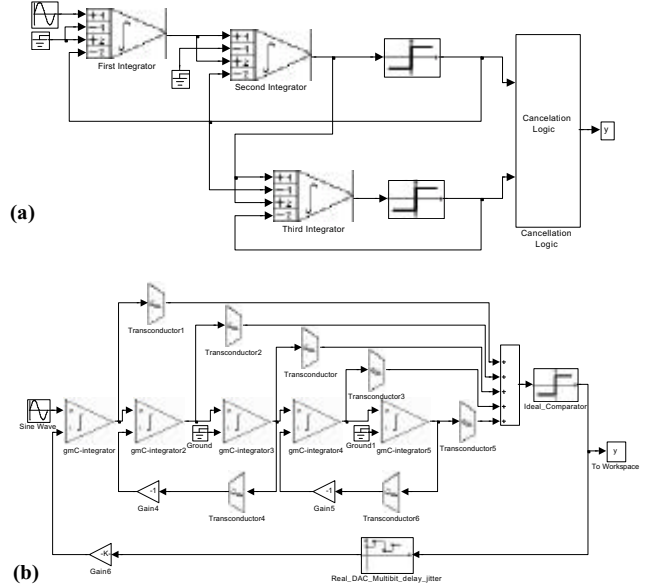 First Integrator
Second Integrator
Third Integrator
Cancelation
Logic
y
Cancellation
Logic
(a)
Transconductor1
Transconductor2
Transconductor
Transconductor3
Transconductor5
Ideal_Comparator
Sine Wave
gmC-integrator
gmC-integrator2
Ground
gmC-integrator3
gmC-integrator4
Ground1
gmC-integrator5
y
To Workspace
-1
Gain4
Transconductor4
-1
Gain5
Transconductor6
-K-
Gain6
Real_DAC_Multibit_delay_jitter
(b)